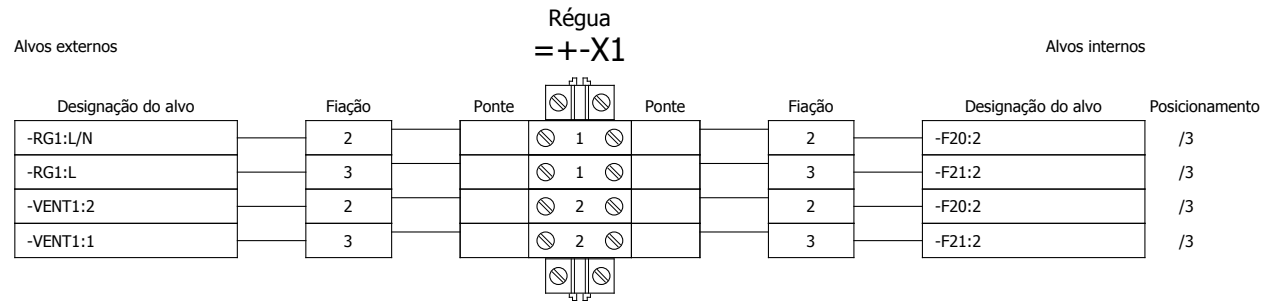 Régua
=+-X1
Alvos externos Alvos internos
Designação do alvo Fiação Ponte Ponte Fiação Designação do alvo Posicionamento
-RG1:L/N 2 1 2 -F20:2 /3
-RG1:L 3 1 3 -F21:2 /3
-VENT1:2 2 2 2 -F20:2 /3
-VENT1:1 3 2 3 -F21:2 /3